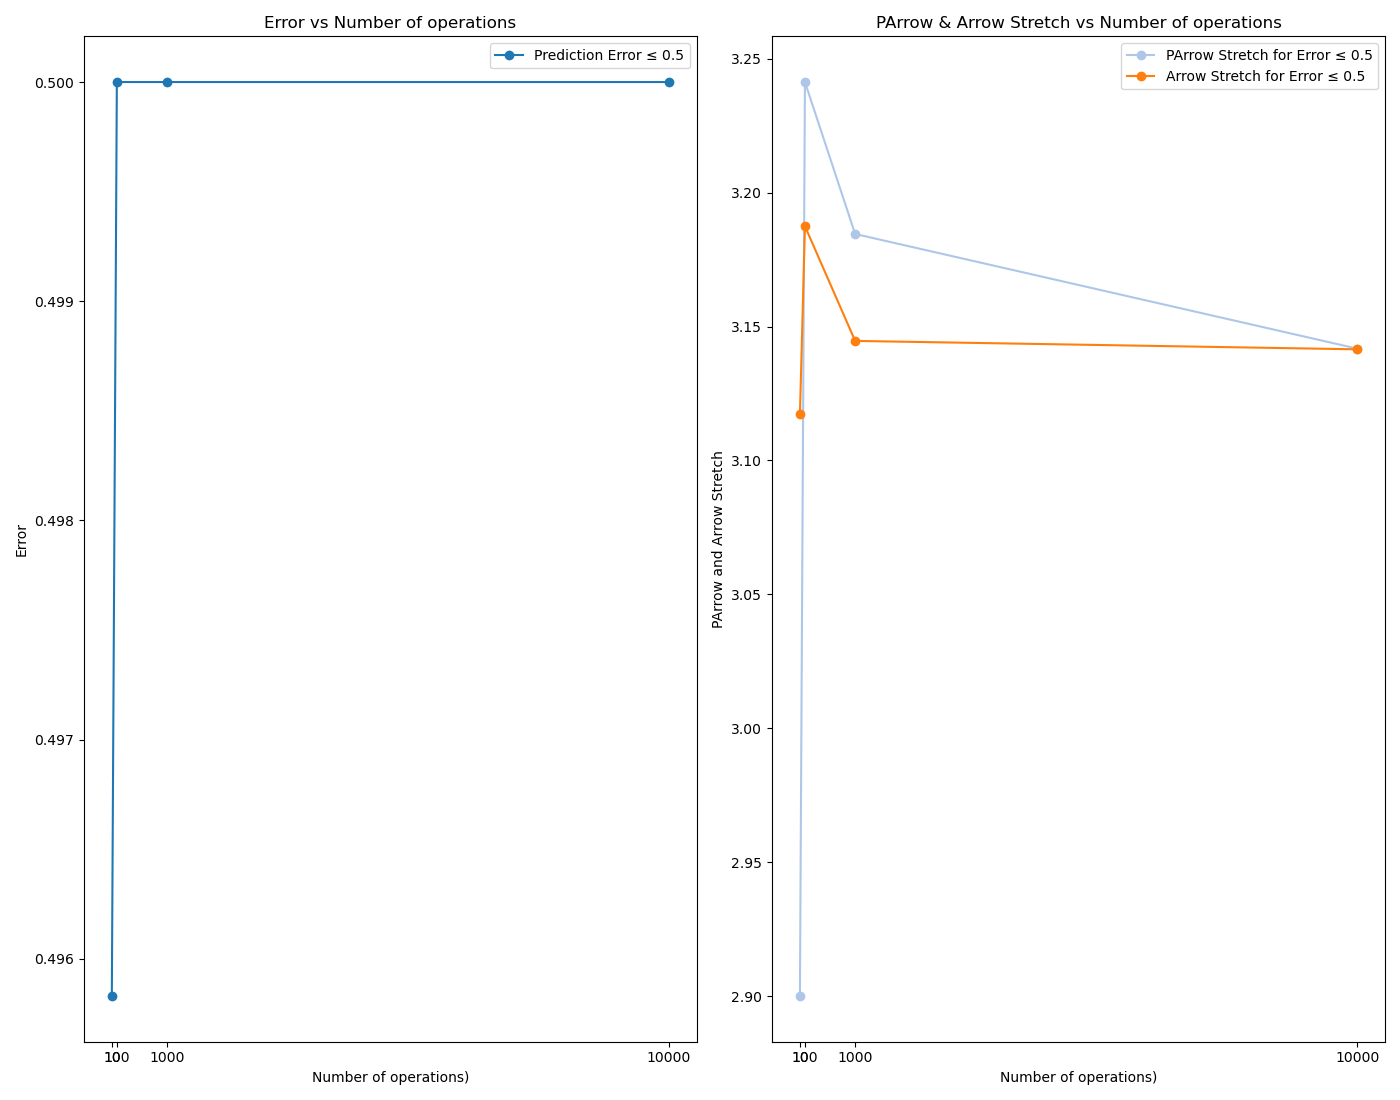 Error vs Number of operations
Prediction Error ≤ 0.5
0.500
0.499
0.498
0.497
0.496
Error
10 100 1000 10000
Number of operations)
PArrow & Arrow Stretch vs Number of operations
PArrow Stretch for Error ≤ 0.5
Arrow Stretch for Error ≤ 0.5
3.25
3.20
3.15
3.10
3.05
3.00
2.95
2.90
PArrow and Arrow Stretch
10 100 1000 10000
Number of operations)